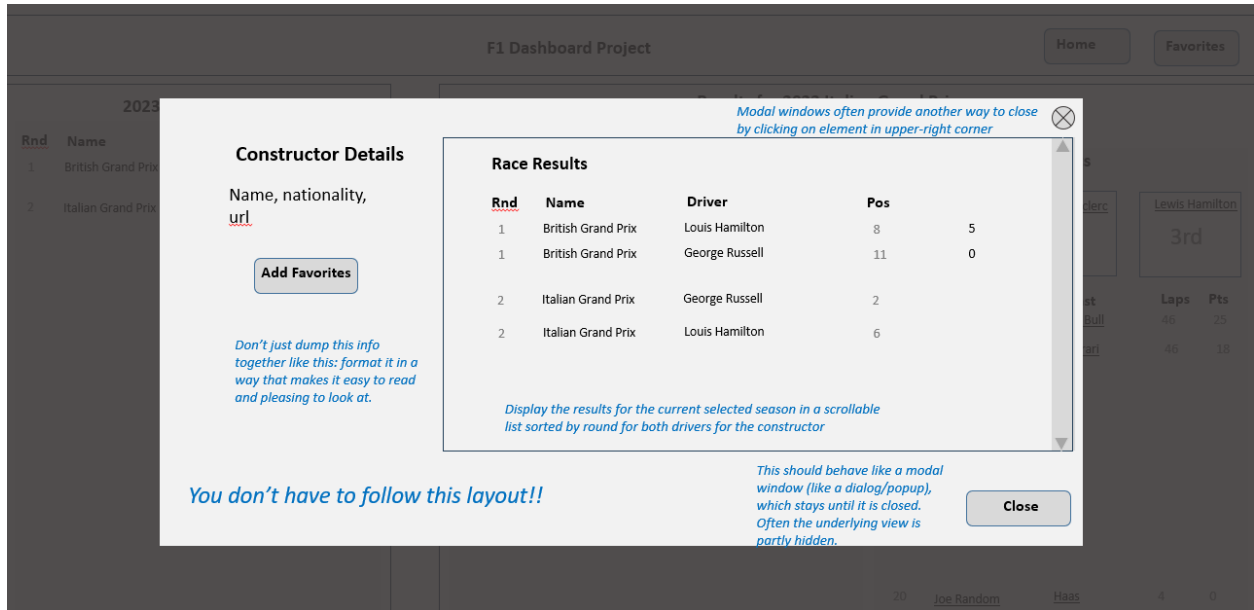 F1 Dashboard Project
Home
Favorites
2023
Rnd Name
1 British Grand Prix
2 Italian Grand Prix
Modal windows often provide another way to close
by clicking on element in upper-right corner
Constructor Details
Name, nationality,
url
Add Favorites
Don't just dump this info
together like this: format it in a
way that makes it easy to read
and pleasing to look at.
Race Results
Rnd Name Driver Pos
1 British Grand Prix Louis Hamilton 8 5
1 British Grand Prix George Russell 11 0
2 Italian Grand Prix George Russell 2
2 Italian Grand Prix Louis Hamilton 6
Display the results for the current selected season in a scrollable
list sorted by round for both drivers for the constructor
You don't have to follow this layout!!
This should behave like a modal
window (like a dialog/popup),
which stays until it is closed.
Often the underlying view is
partly hidden.
Close
Lewis Hamilton
3rd
Laps Pts
Bull 46 25
46 18
20 Joe Random Haas 4 0